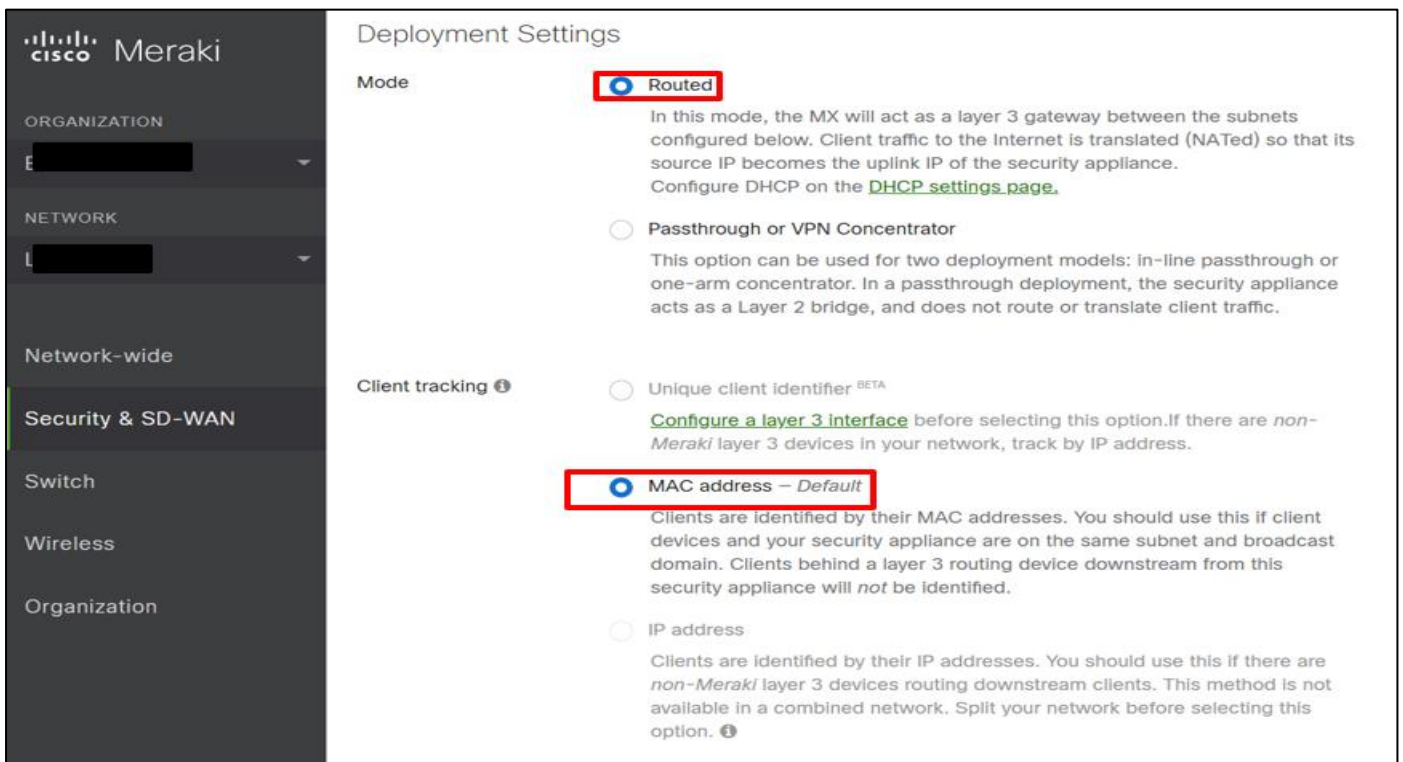 cisco Meraki
ORGANIZATION
E
NETWORK
L
Network-wide
Security & SD-WAN
Switch
Wireless
Organization
Deployment Settings
Mode
Routed
In this mode, the MX will act as a layer 3 gateway between the subnets
configured below. Client traffic to the Internet is translated (NATed) so that its
source IP becomes the uplink IP of the security appliance.
Configure DHCP on the DHCP settings page.
Passthrough or VPN Concentrator
This option can be used for two deployment models: in-line passthrough or
one-arm concentrator. In a passthrough deployment, the security appliance
acts as a Layer 2 bridge, and does not route or translate client traffic.
Client tracking
Unique client identifier BETA
Configure a layer 3 interface before selecting this option.If there are non-
Meraki layer 3 devices in your network, track by IP address.
MAC address – Default
Clients are identified by their MAC addresses. You should use this if client
devices and your security appliance are on the same subnet and broadcast
domain. Clients behind a layer 3 routing device downstream from this
security appliance will not be identified.
IP address
Clients are identified by their IP addresses. You should use this if there are
non-Meraki layer 3 devices routing downstream clients. This method is not
available in a combined network. Split your network before selecting this
option.